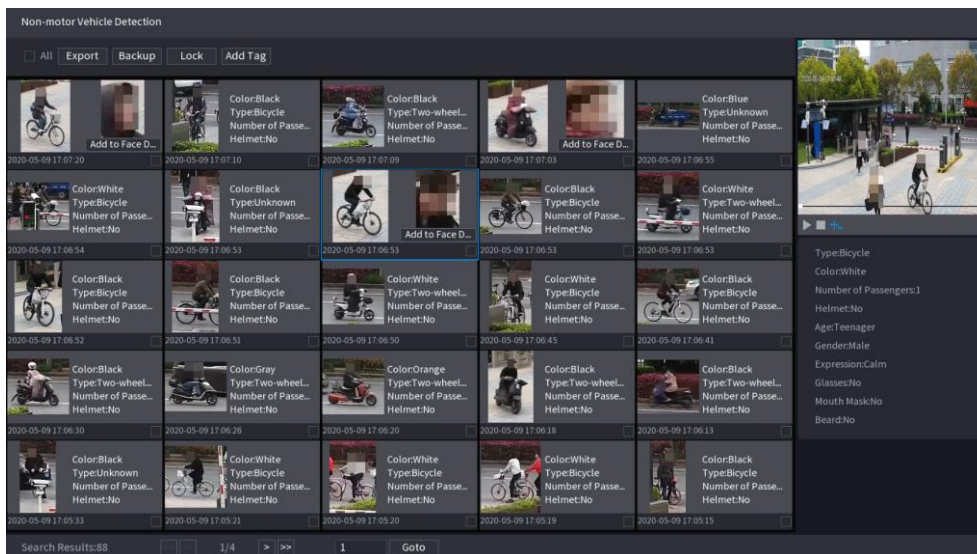 Non-motor Vehicle Detection
All Export Backup Lock Add Tag
Add to Face D...
2020-05-09 17:07:20
Color:Black
Type:Bicycle
Number of Passe...
Helmet:No
2020-05-09 17:07:10
Color:Black
Type:Two-wheel...
Number of Passe...
Helmet:No
2020-05-09 17:07:09
Add to Face D...
2020-05-09 17:07:03
Color:Blue
Type:Unknown
Number of Passe...
Helmet:No
2020-05-09 17:06:55
Color:White
Type:Bicycle
Number of Passe...
Helmet:No
2020-05-09 17:06:54
Color:Black
Type:Unknown
Number of Passe...
Helmet:No
2020-05-09 17:06:53
Add to Face D...
2020-05-09 17:06:53
Color:Black
Type:Bicycle
Number of Passe...
Helmet:No
2020-05-09 17:06:53
Color:White
Type:Two-wheel...
Number of Passe...
Helmet:No
2020-05-09 17:06:53
Color:Black
Type:Bicycle
Number of Passe...
Helmet:No
2020-05-09 17:06:52
Color:Black
Type:Bicycle
Number of Passe...
Helmet:No
2020-05-09 17:06:51
Color:White
Type:Two-wheel...
Number of Passe...
Helmet:No
2020-05-09 17:06:50
Color:White
Type:Bicycle
Number of Passe...
Helmet:No
2020-05-09 17:06:45
Color:Black
Type:Bicycle
Number of Passe...
Helmet:No
2020-05-09 17:06:41
Color:Black
Type:Two-wheel...
Number of Passe...
Helmet:No
2020-05-09 17:06:30
Color:Gray
Type:Two-wheel...
Number of Passe...
Helmet:No
2020-05-09 17:06:26
Color:Orange
Type:Two-wheel...
Number of Passe...
Helmet:No
2020-05-09 17:06:20
Color:Black
Type:Two-wheel...
Number of Passe...
Helmet:No
2020-05-09 17:06:18
Color:Black
Type:Two-wheel...
Number of Passe...
Helmet:No
2020-05-09 17:06:13
Color:Black
Type:Unknown
Number of Passe...
Helmet:No
2020-05-09 17:05:33
Color:White
Type:Bicycle
Number of Passe...
Helmet:No
2020-05-09 17:05:21
Color:White
Type:Bicycle
Number of Passe...
Helmet:No
2020-05-09 17:05:20
Color:White
Type:Bicycle
Number of Passe...
Helmet:No
2020-05-09 17:05:19
Color:Black
Type:Bicycle
Number of Passe...
Helmet:No
2020-05-09 17:05:15
Type:Bicycle
Color:White
Number of Passengers:1
Helmet:No
Age:Teenager
Gender:Male
Expression:Calm
Glasses:No
Mouth Mask:No
Beard:No
Search Results:88 1/4 > >> 1 Goto